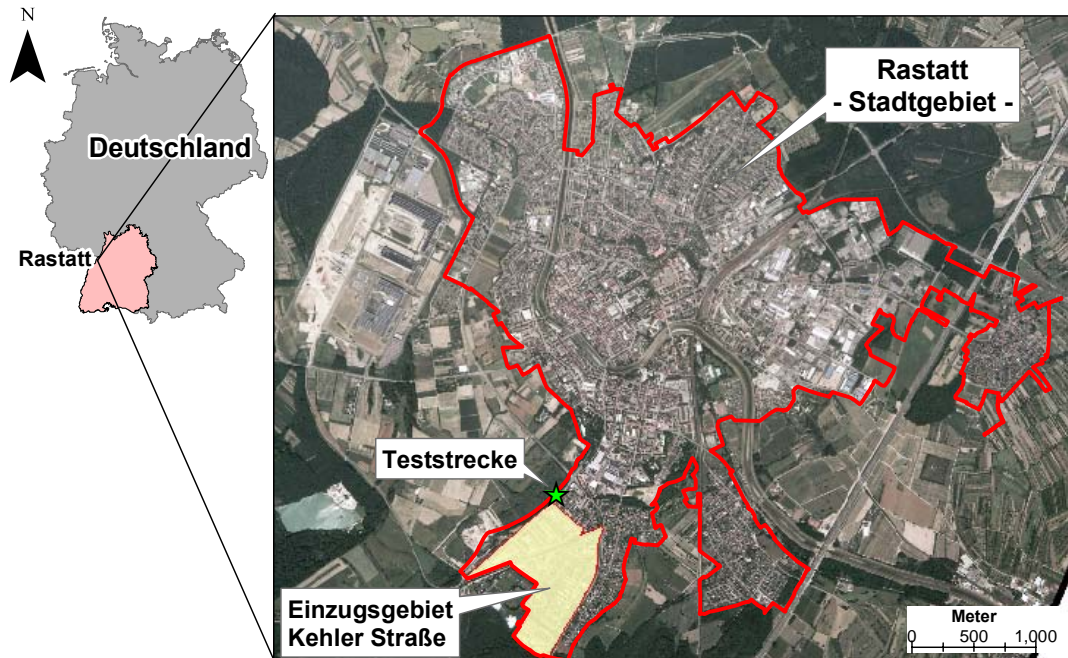 N
Deutschland
Rastatt
Rastatt
- Stadtgebiet -
Teststrecke
Einzugsgebiet
Kehler Straße
Meter
0 500 1,000